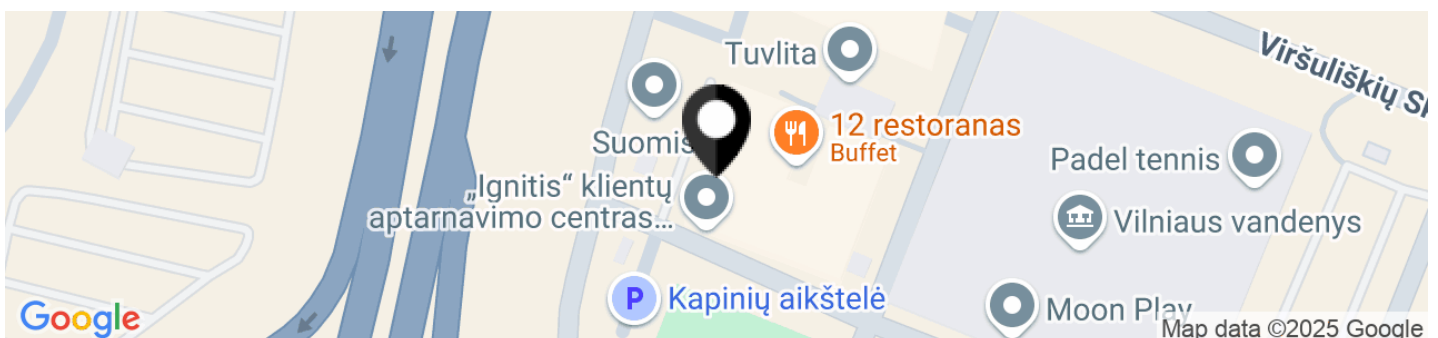 Tuvlita
Viršuliškių S
Suomis
12 restoranas
Buffet
Padel tennis
„Ignitis“ klientų
aptarnavimo centras...
Vilniaus vandenys
P
Kapinių aikštelė
Moon Play
Google
Map data ©2025 Google